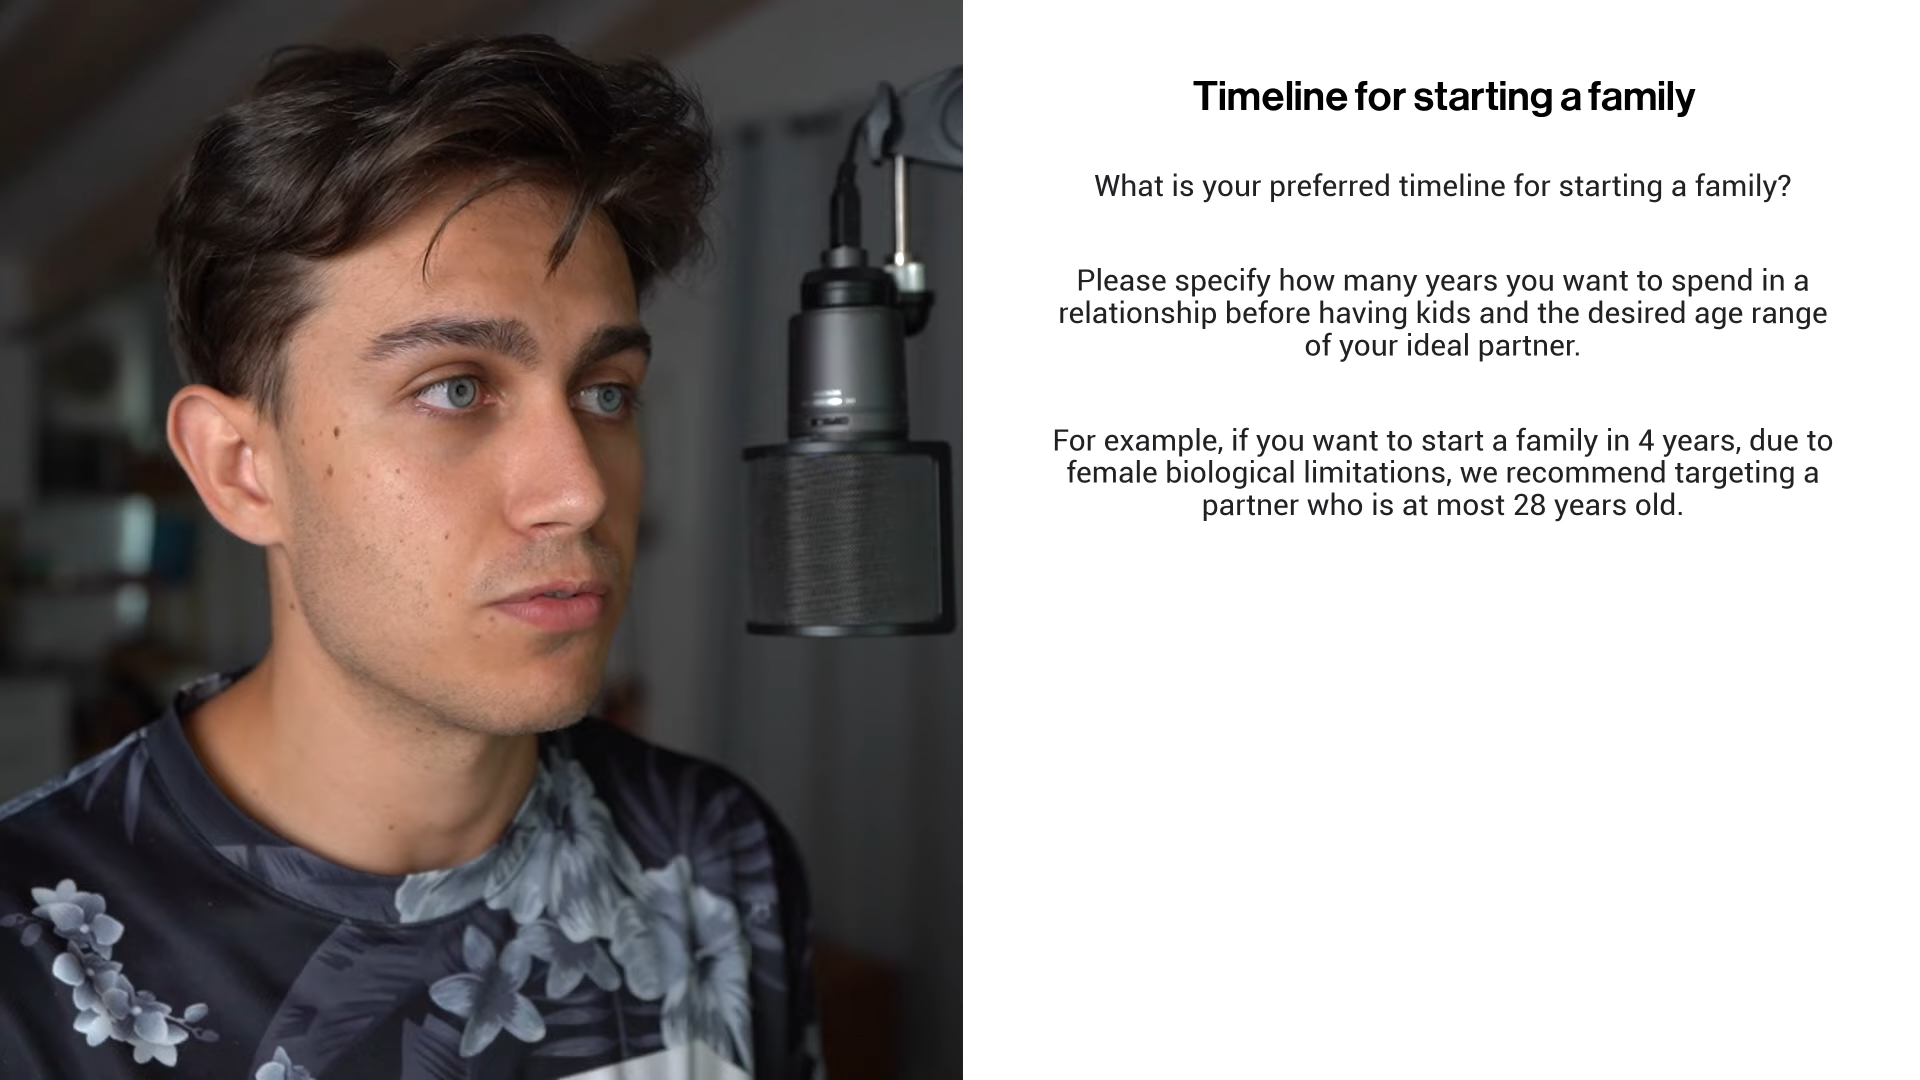 Timeline for starting a family
What is your preferred timeline for starting a family?
Please specify how many years you want to spend in a
relationship before having kids and the desired age range
of your ideal partner.
For example, if you want to start a family in 4 years, due to
female biological limitations, we recommend targeting a
partner who is at most 28 years old.